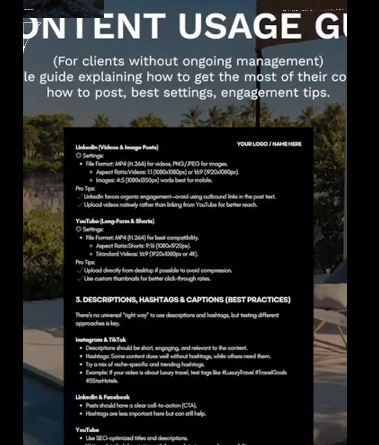 ONTENT USAGE GU
(For clients without ongoing management)
le guide explaining how to get the most of their co
how to post, best settings, engagement tips.
YOUR LOGO / NAME HERE
LinkedIn (Videos & Image Posts)
Settings:
File Format: MP4 (H.264) for videos, PNG/JPEG for images.
Aspect Ratio:Videos: 1:1 (1080x1080px) or 16:9 (1920x1080px).
Images: 4:5 (1080x1350px) works best for mobile.
Pro Tips:
✓ LinkedIn favors organic engagement—avoid using outbound links in the post text.
✓ Upload videos natively rather than linking from YouTube for better reach.
YouTube (Long-Form & Shorts)
Settings:
File Format: MP4 (H.264) for best compatibility.
Aspect Ratio:Shorts: 9:16 (1080x1920px).
Standard Videos: 16:9 (1920x1080px or 4K).
Pro Tips:
✓ Upload directly from desktop if possible to avoid compression.
✓ Use custom thumbnails for better click-through rates.
3. DESCRIPTIONS, HASHTAGS & CAPTIONS (BEST PRACTICES)
There's no universal "right way" to use descriptions and hashtags, but testing different
approaches is key.
Instagram & TikTok
Descriptions should be short, engaging, and relevant to the content.
Hashtags: Some content does well without hashtags, while others need them.
Try a mix of niche-specific and trending hashtags.
Example: If your video is about luxury travel, test tags like #LuxuryTravel #TravelGoals
#5StarHotels.
LinkedIn & Facebook
Posts should have a clear call-to-action (CTA).
Hashtags are less important here but can still help.
YouTube
Use SEO-optimized titles and descriptions.